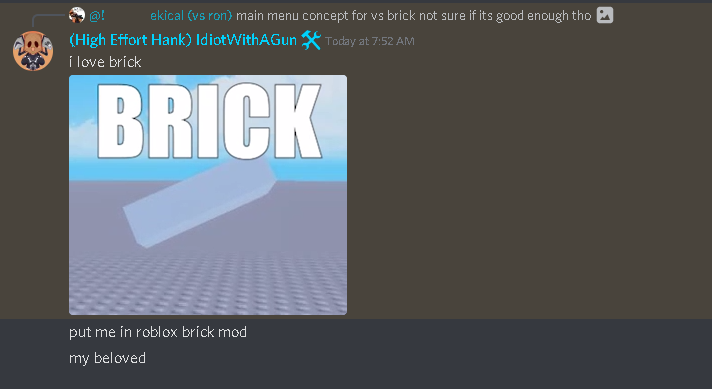 @! ekical (vs ron) main menu concept for vs brick not sure if its good enough tho
(High Effort Hank) IdiotWithAGun Today at 7:52 AM
i love brick
BRICK
put me in roblox brick mod
my beloved